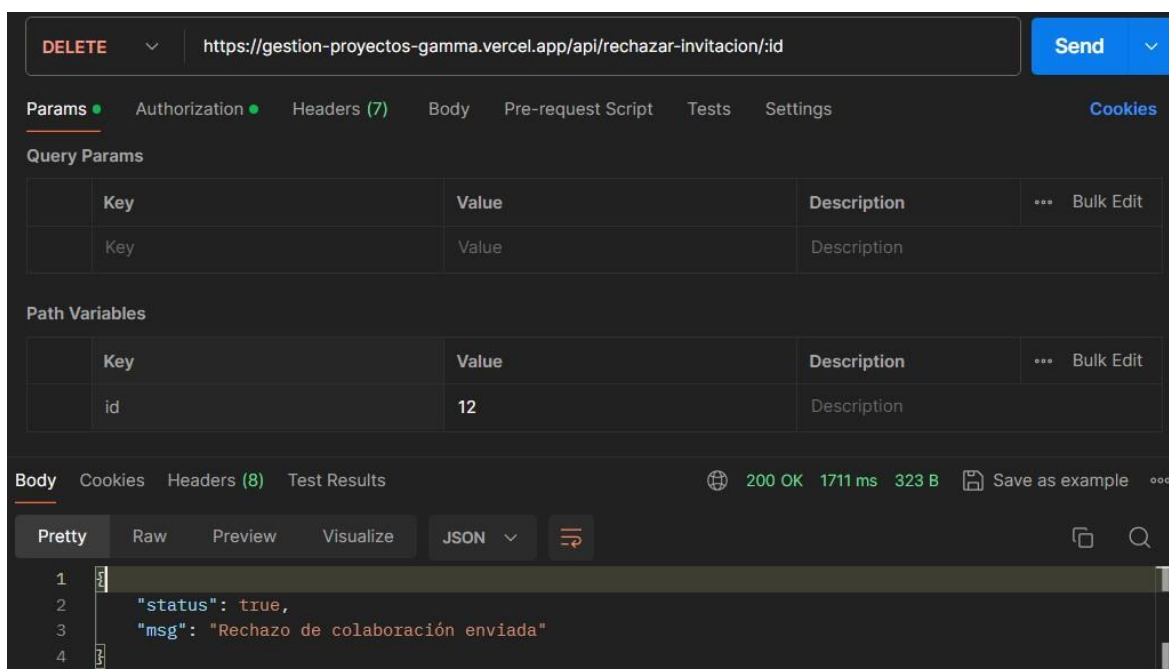 DELETE https://gestion-proyectos-gamma.vercel.app/api/rechazar-invitacion/:id Send
Params Authorization Headers (7) Body Pre-request Script Tests Settings Cookies
Query Params
Key Value Description Bulk Edit
Key Value Description
Path Variables
Key Value Description Bulk Edit
id 12 Description
Body Cookies Headers (8) Test Results 200 OK 1711 ms 323 B Save as example
Pretty Raw Preview Visualize JSON
1 {
2 "status": true,
3 "msg": "Rechazo de colaboración enviada"
4 }